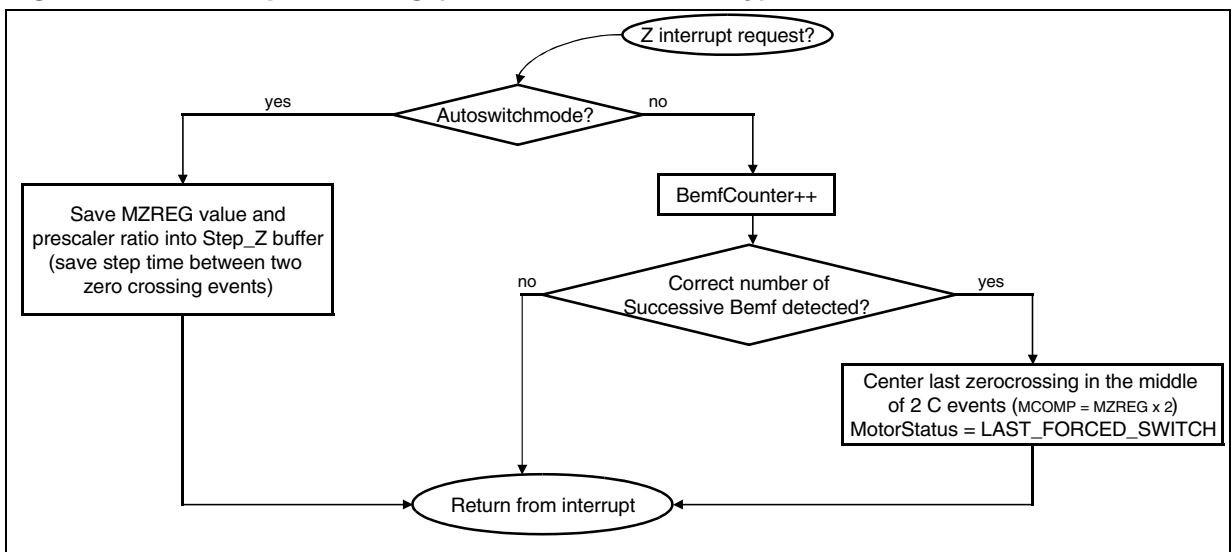 Z interrupt request?
yes
Autoswitchmode?
no
BemfCounter++
Save MZREG value and
prescaler ratio into Step_Z buffer
(save step time between two
zero crossing events)
no
Correct number of
Successive Bemf detected?
yes
Center last zerocrossing in the middle
of 2 C events (MCOMP = MZREG x 2)
MotorStatus = LAST_FORCED_SWITCH
Return from interrupt